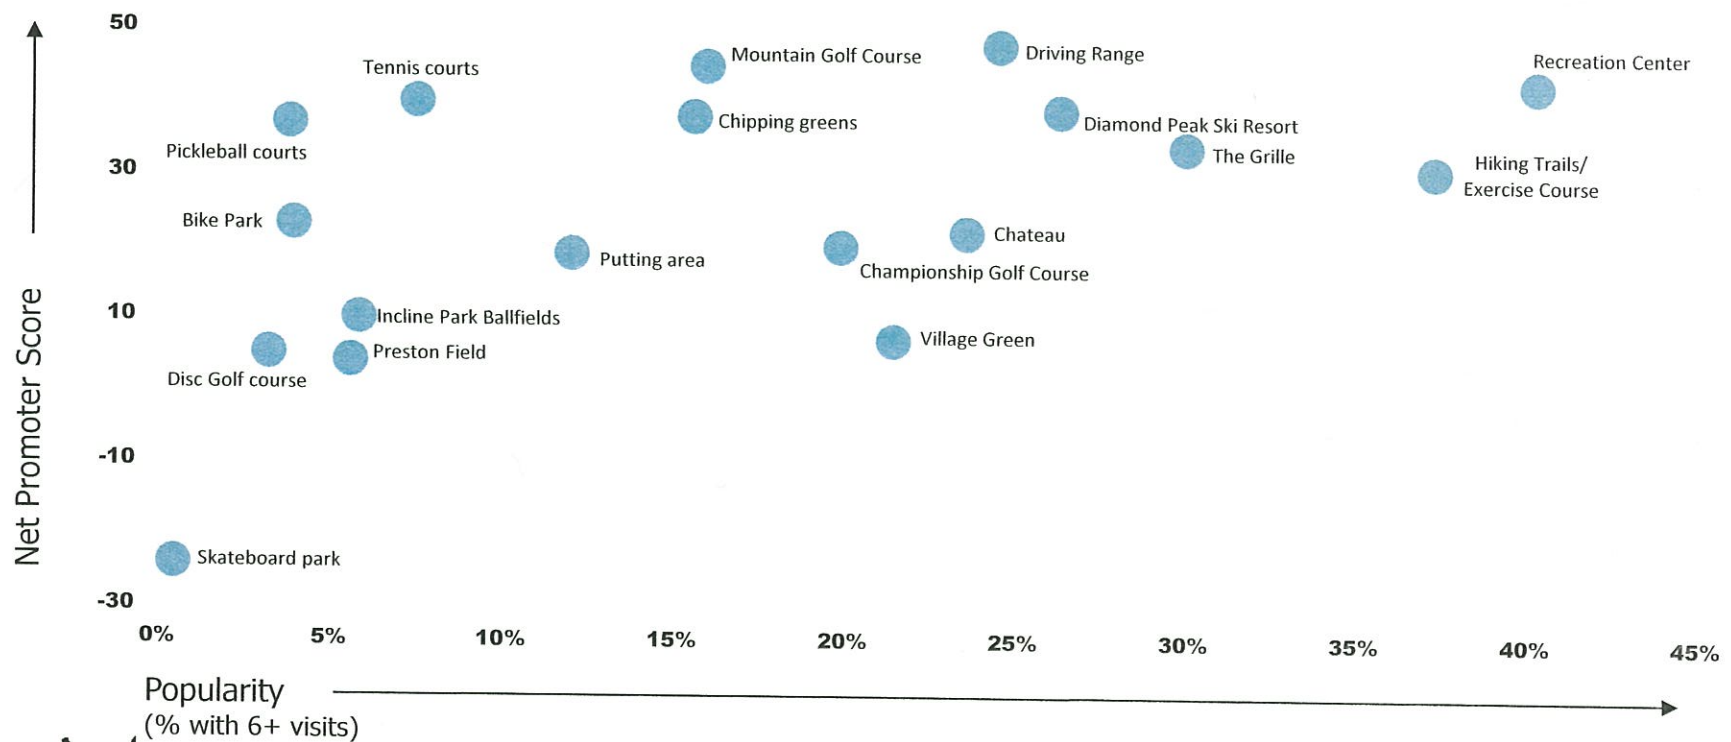 50
Mountain Golf Course
Driving Range
Recreation Center
Tennis courts
Chipping greens
Diamond Peak Ski Resort
Pickleball courts
30
The Grille
Hiking Trails/
Exercise Course
Bike Park
Chateau
Putting area
Championship Golf Course
10
Incline Park Ballfields
Village Green
Preston Field
Disc Golf course
Net Promoter Score
-10
Skateboard park
-30
0% 5% 10% 15% 20% 25% 30% 35% 40% 45%
Popularity
(% with 6+ visits)